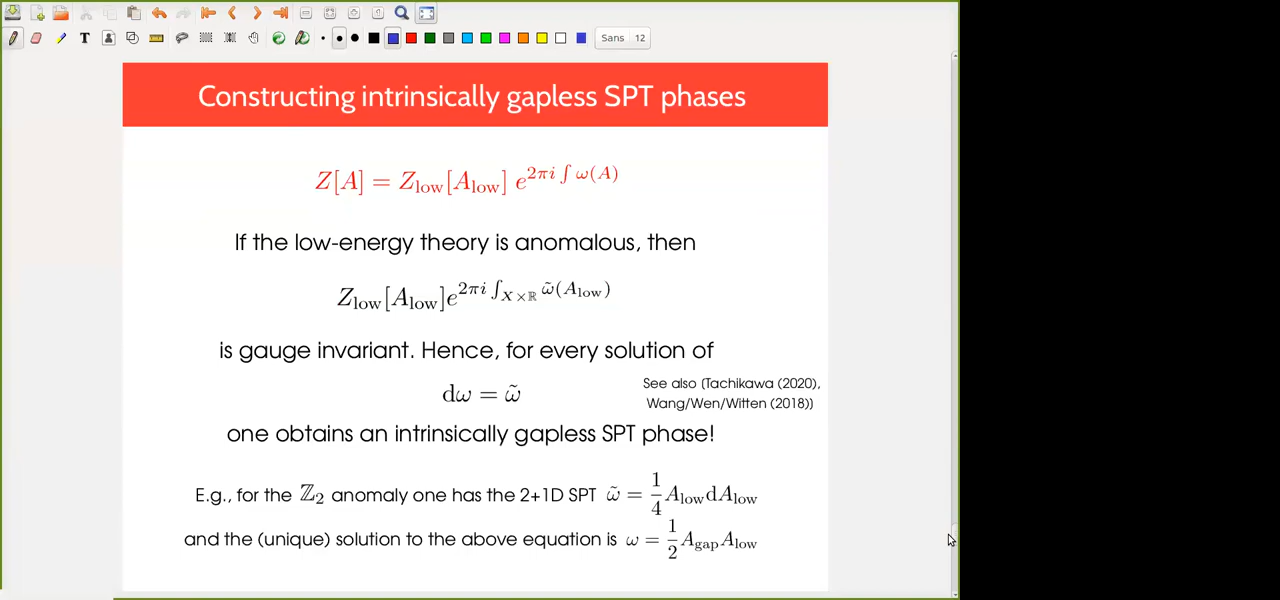 Sans 12
Constructing intrinsically gapless SPT phases
Z[A] = Z_low[A_low] e^{2πi ∫ ω(A)}
If the low-energy theory is anomalous, then
Z_low[A_low]e^{2πi ∫_{X×ℝ} ω̃(A_low)}
is gauge invariant. Hence, for every solution of
dω = ω̃
See also [Tachikawa (2020),
Wang/Wen/Witten (2018)]
one obtains an intrinsically gapless SPT phase!
E.g., for the ℤ₂ anomaly one has the 2+1D SPT ω̃ = 1/4 A_low dA_low
and the (unique) solution to the above equation is ω = 1/2 A_gap A_low